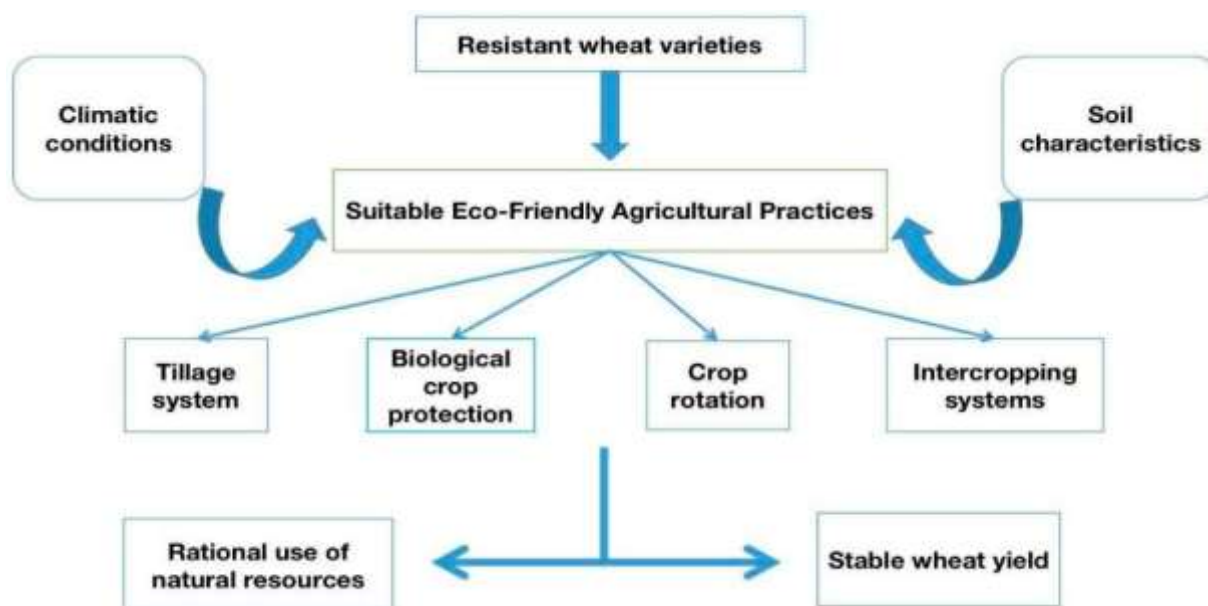 Resistant wheat varieties
Climatic
conditions
Soil
characteristics
Suitable Eco-Friendly Agricultural Practices
Tillage
system
Biological
crop
protection
Crop
rotation
Intercropping
systems
Rational use of
natural resources
Stable wheat yield